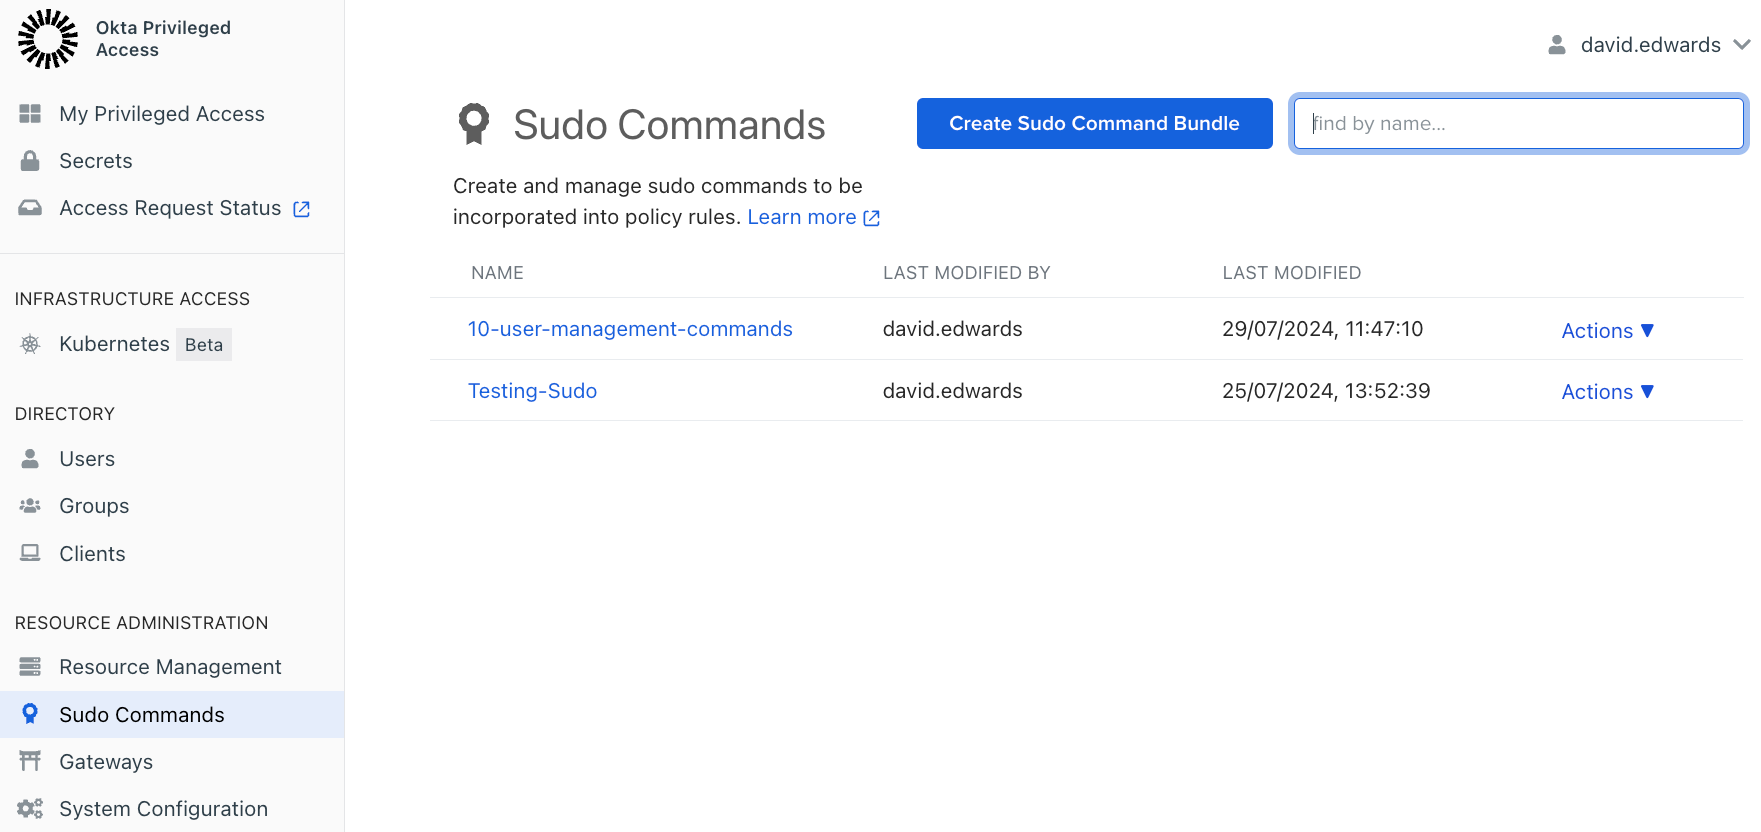 Okta Privileged
Access
My Privileged Access
Secrets
Access Request Status
INFRASTRUCTURE ACCESS
Kubernetes Beta
DIRECTORY
Users
Groups
Clients
RESOURCE ADMINISTRATION
Resource Management
Sudo Commands
Gateways
System Configuration
david.edwards
Sudo Commands
Create Sudo Command Bundle
find by name...
Create and manage sudo commands to be
incorporated into policy rules. Learn more
NAME LAST MODIFIED BY LAST MODIFIED
10-user-management-commands david.edwards 29/07/2024, 11:47:10 Actions ▼
Testing-Sudo david.edwards 25/07/2024, 13:52:39 Actions ▼